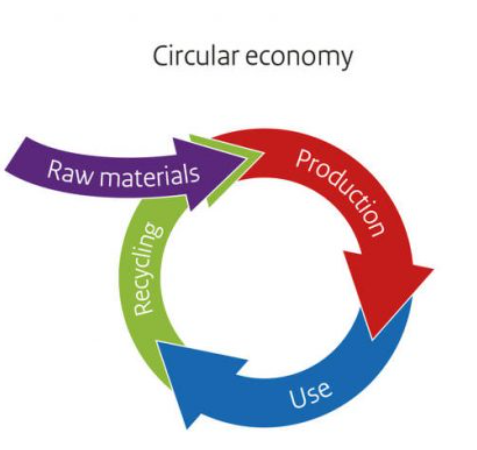 Circular economy
Raw materials
Production
Recycling
Use